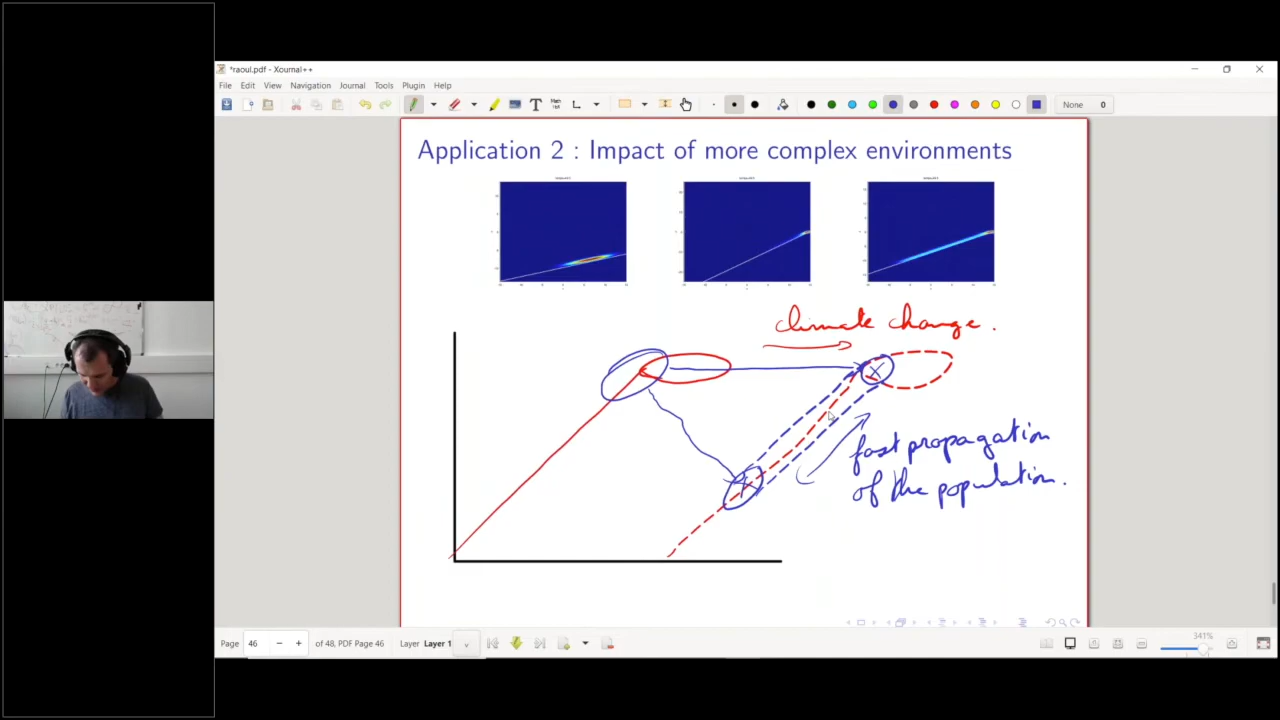 *raoul.pdf - Xournal++
File Edit View Navigation Journal Tools Plugin Help
None 0
Application 2 : Impact of more complex environments
climate change.
fast propagation
of the population.
Page 46 of 48, PDF Page 46 Layer Layer 1
341%